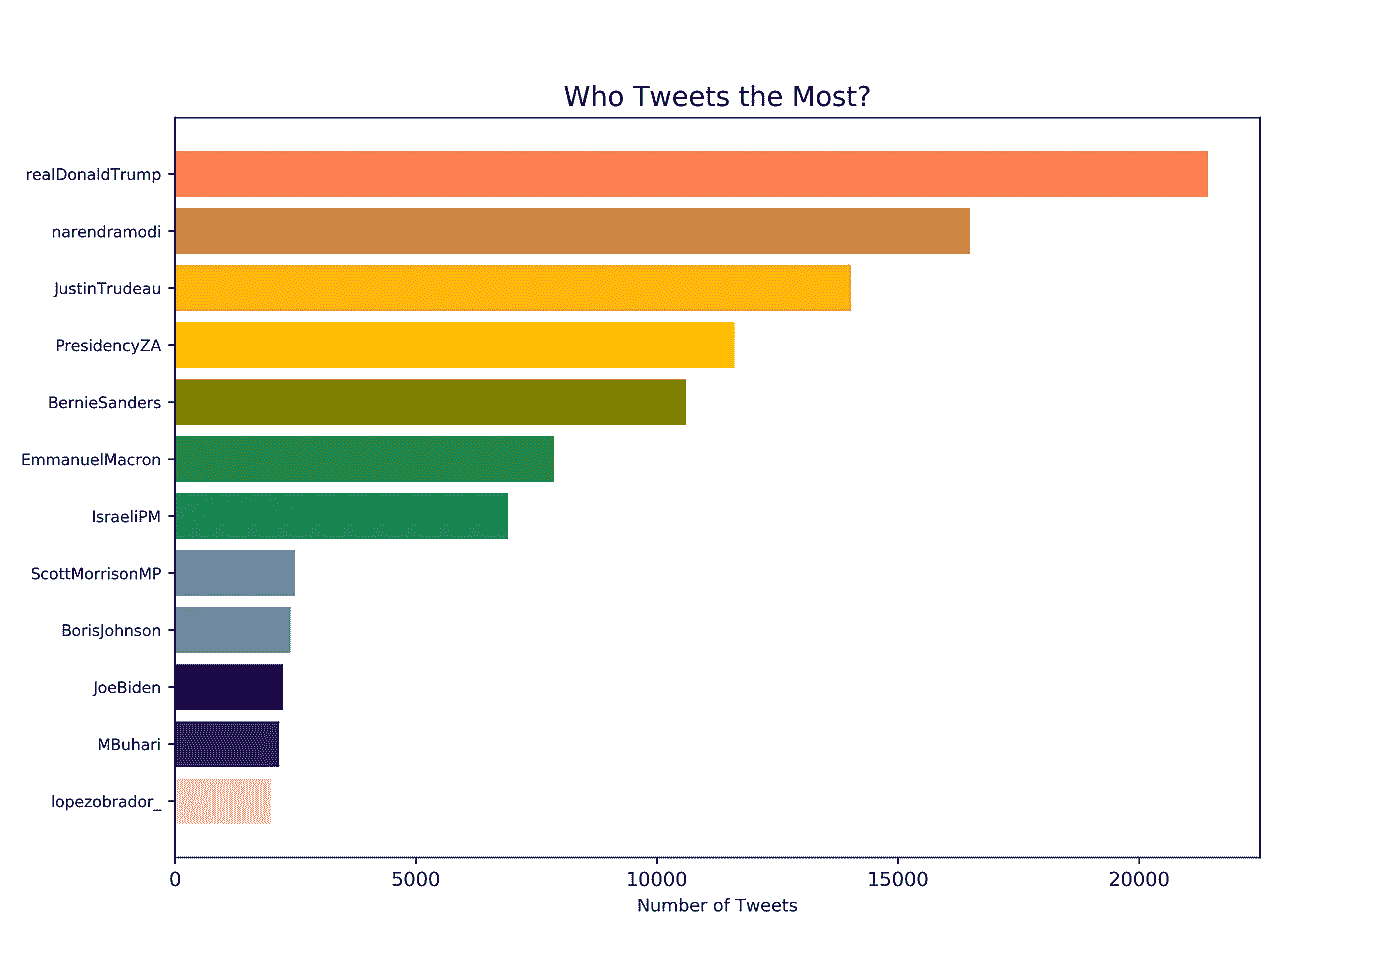 Who Tweets the Most?
realDonaldTrump
narendramodi
JustinTrudeau
PresidencyZA
BernieSanders
EmmanuelMacron
IsraeliPM
ScottMorrisonMP
BorisJohnson
JoeBiden
MBuhari
lopezobrador_
0 5000 10000 15000 20000
Number of Tweets